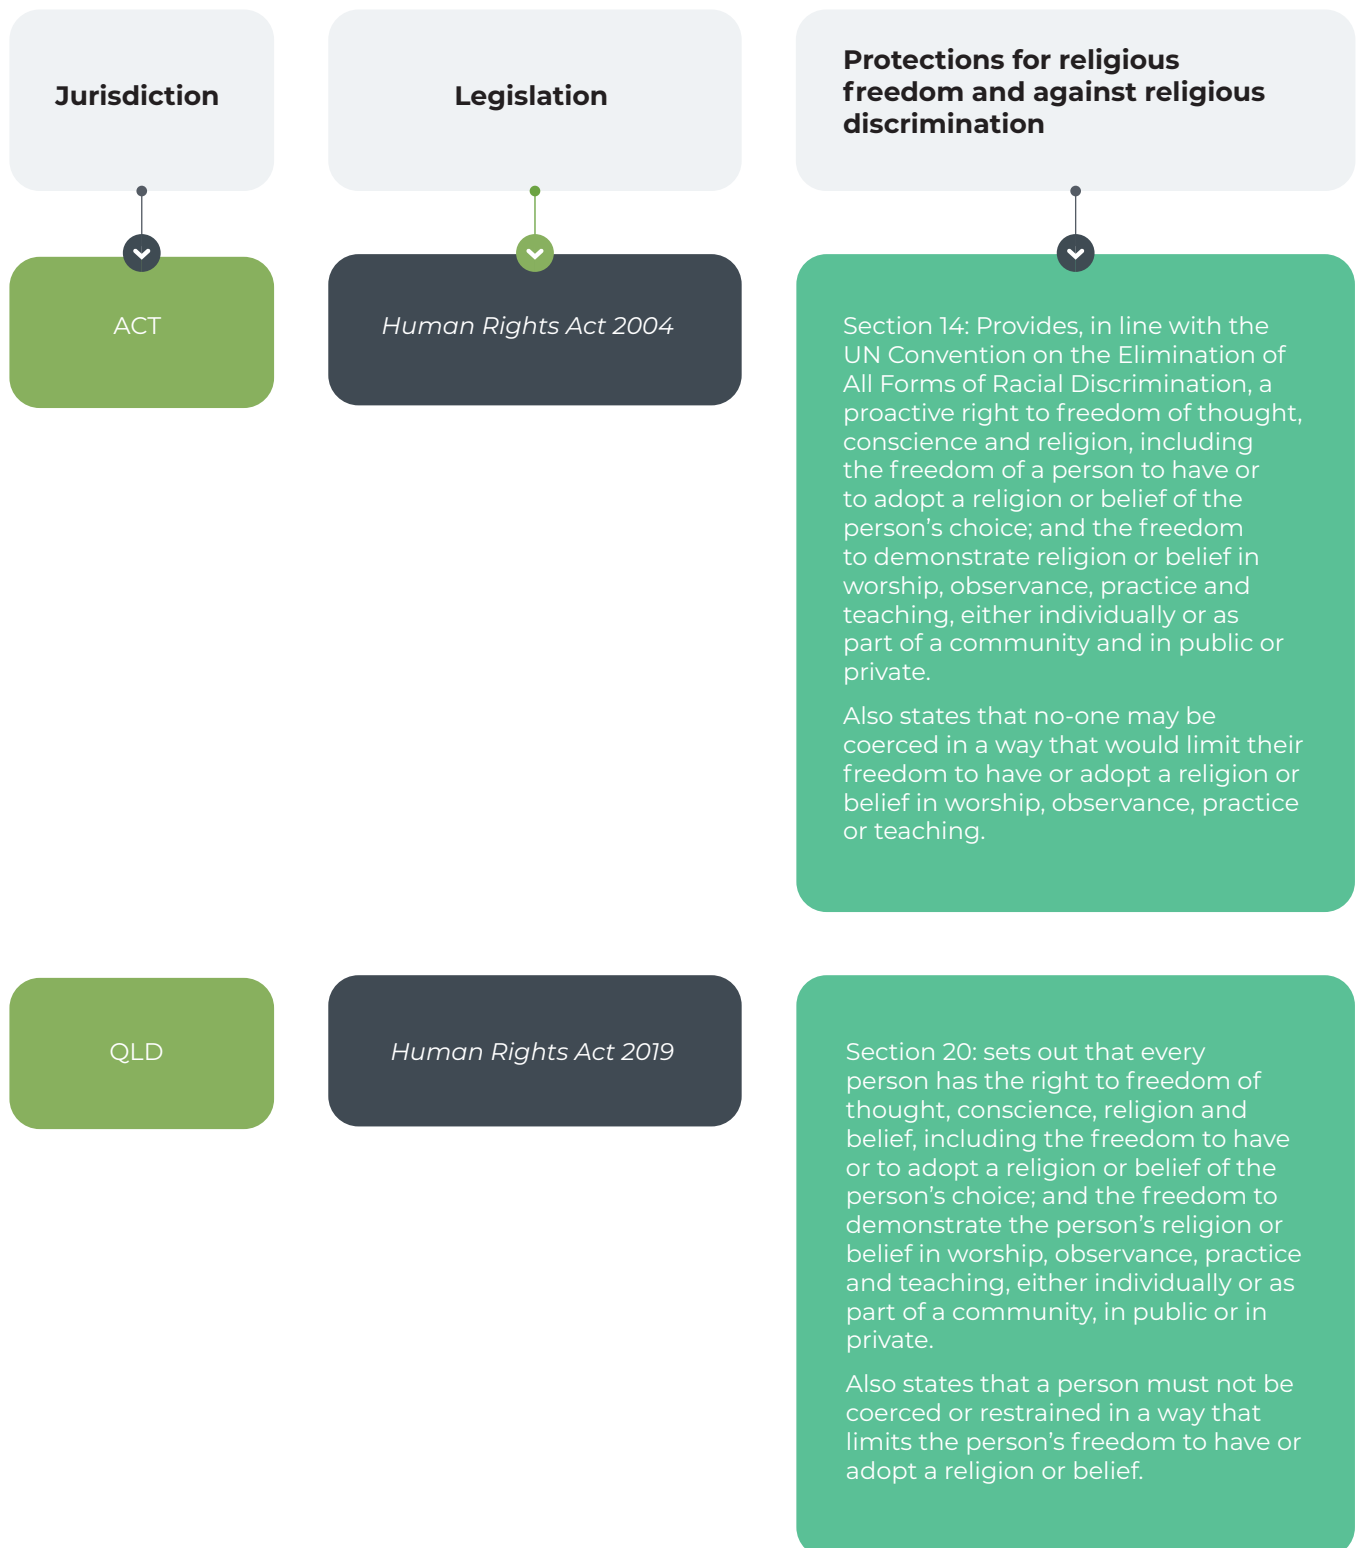 Jurisdiction
Legislation
Protections for religious
freedom and against religious
discrimination
ACT
Human Rights Act 2004
Section 14: Provides, in line with the
UN Convention on the Elimination of
All Forms of Racial Discrimination, a
proactive right to freedom of thought,
conscience and religion, including
the freedom of a person to have or
to adopt a religion or belief of the
person’s choice; and the freedom
to demonstrate religion or belief in
worship, observance, practice and
teaching, either individually or as
part of a community and in public or
private.
Also states that no-one may be
coerced in a way that would limit their
freedom to have or adopt a religion or
belief in worship, observance, practice
or teaching.
QLD
Human Rights Act 2019
Section 20: sets out that every
person has the right to freedom of
thought, conscience, religion and
belief, including the freedom to have
or to adopt a religion or belief of the
person’s choice; and the freedom to
demonstrate the person’s religion or
belief in worship, observance, practice
and teaching, either individually or as
part of a community, in public or in
private.
Also states that a person must not be
coerced or restrained in a way that
limits the person’s freedom to have or
adopt a religion or belief.